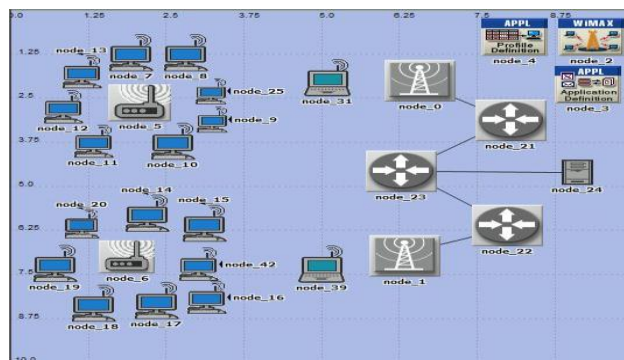 0.0 1.25 2.5 3.75 5.0 6.25 7.5 8.75
1.25
2.5
3.75
5.0
6.25
7.5
8.75
10.0
node_13
node_7
node_8
node_25
node_12
node_5
node_9
node_11
node_10
node_31
node_0
APPL
Profile
Definition
node_4
WiMAX
node_2
APPL
Application
Definition
node_3
node_21
node_23
node_24
node_22
node_1
node_14
node_15
node_20
node_42
node_19
node_6
node_16
node_18
node_17
node_39